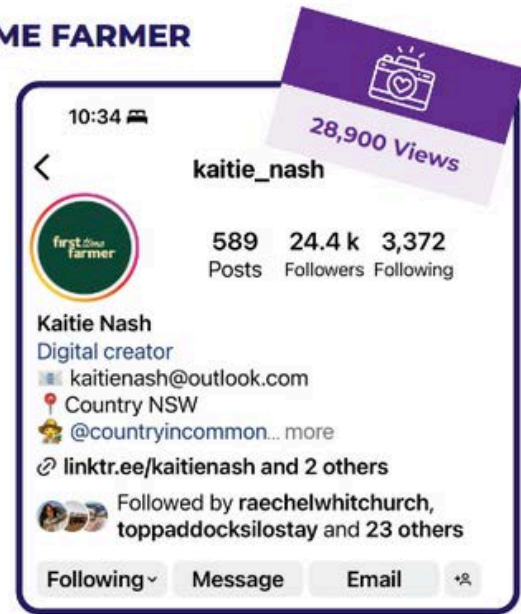 ME FARMER
28,900 Views
10:34
kaitie_nash
first time
farmer
589 24.4 k 3,372
Posts Followers Following
Kaitie Nash
Digital creator
kaitienash@outlook.com
Country NSW
@countryincommon... more
linktr.ee/kaitienash and 2 others
Followed by raechelwhitchurch,
toppaddocksilostay and 23 others
Following Message Email